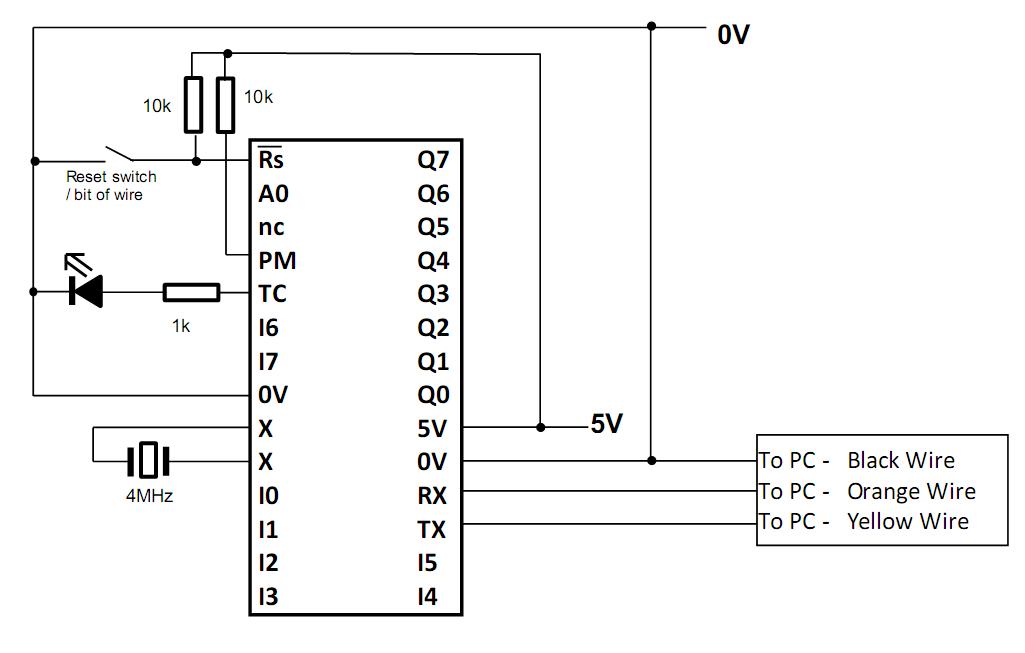 0V
10k
10k
Reset switch
/ bit of wire
Rs Q7
A0 Q6
nc Q5
PM Q4
TC Q3
1k
I6 Q2
I7 Q1
0V Q0
X 5V
5V
X 0V
4MHz
I0 RX
I1 TX
I2 I5
I3 I4
To PC - Black Wire
To PC - Orange Wire
To PC - Yellow Wire